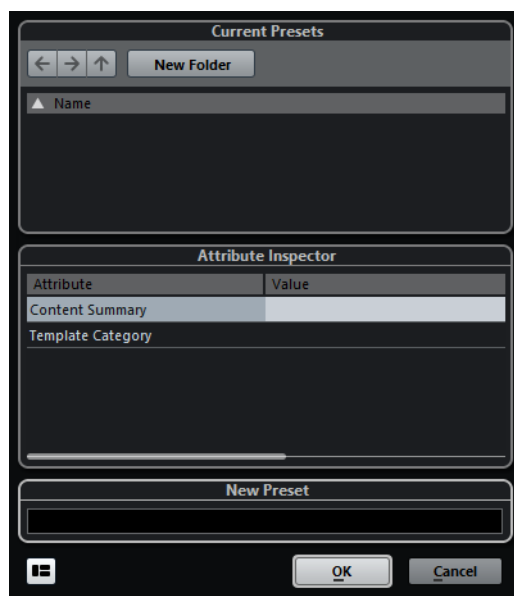 Current Presets
New Folder
Name
Attribute Inspector
Attribute Value
Content Summary
Template Category
New Preset
OK Cancel